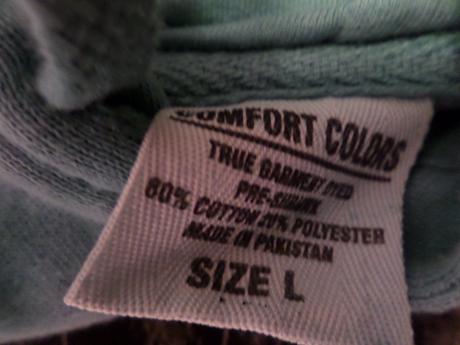 COMFORT COLORS
TRUE GARMENT DYED
PRE-SHRUNK
80% COTTON 20% POLYESTER
MADE IN PAKISTAN
SIZE L